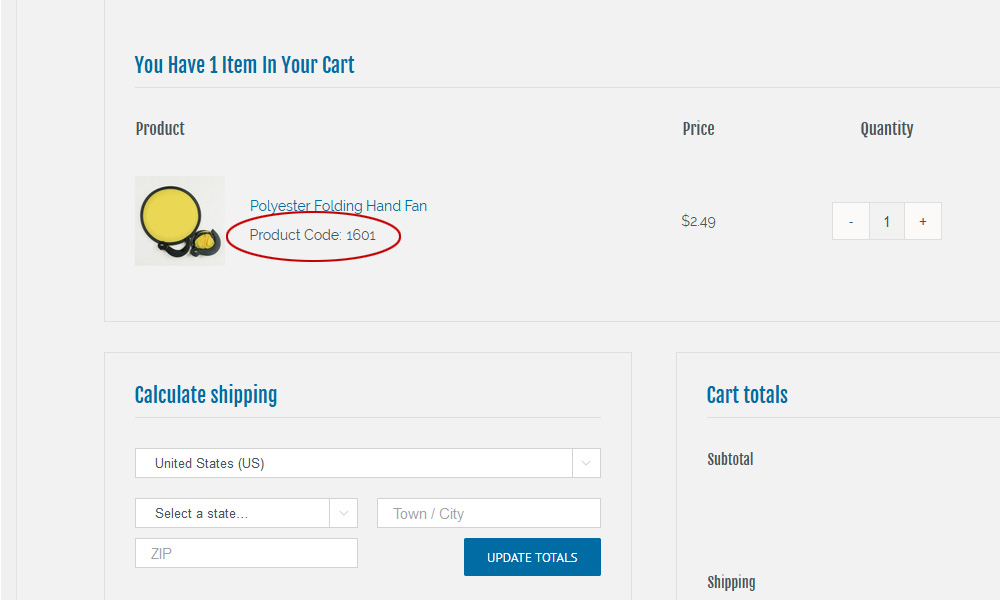 You Have 1 Item In Your Cart
Product Price Quantity
Polyester Folding Hand Fan
Product Code: 1601
$2.49 - 1 +
Calculate shipping
United States (US)
Select a state... Town / City
ZIP UPDATE TOTALS
Cart totals
Subtotal
Shipping